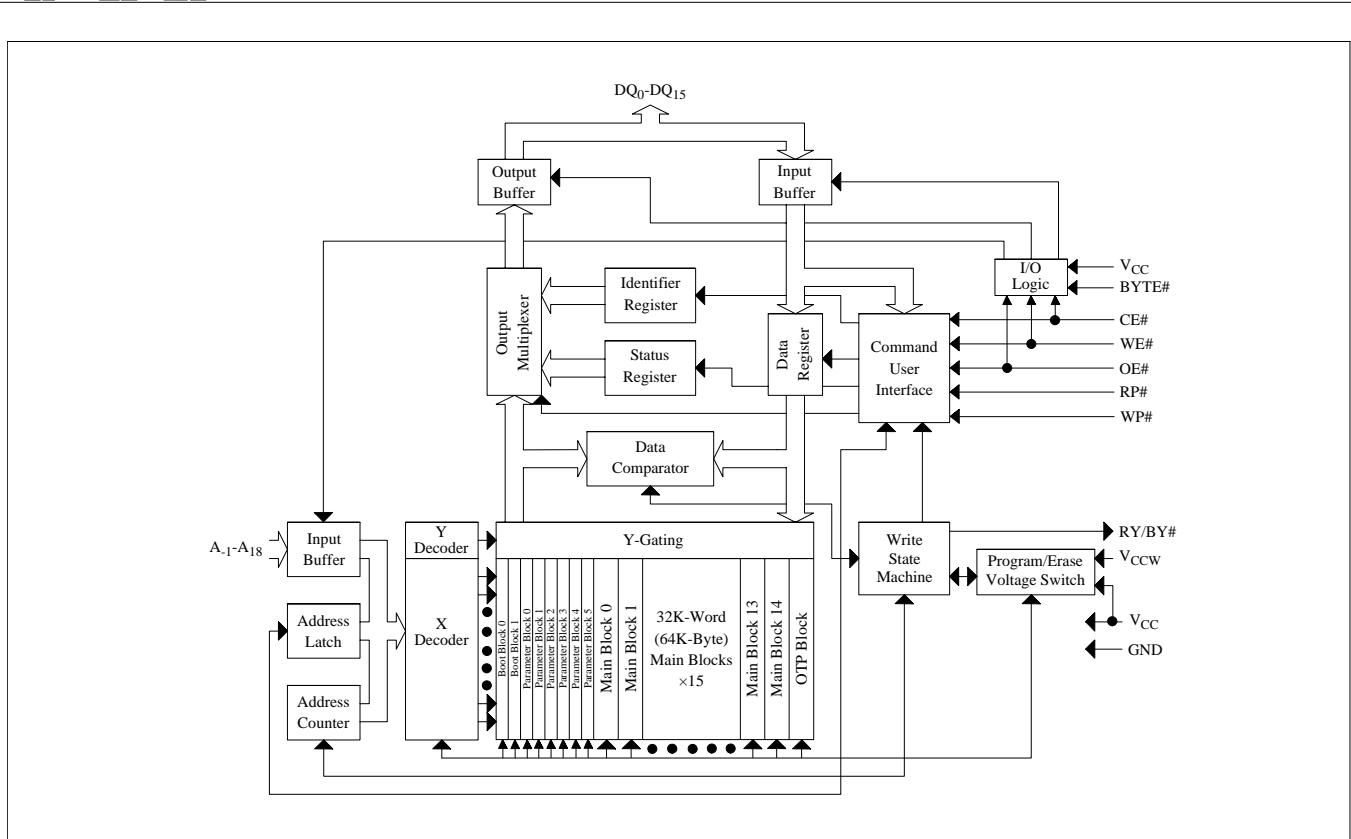 DQ0-DQ15
Output
Buffer
Input
Buffer
I/O
Logic
VCC
BYTE#
Output
Multiplexer
Identifier
Register
Status
Register
Data
Register
Command
User
Interface
CE#
WE#
OE#
RP#
WP#
Data
Comparator
A-1-A18
Input
Buffer
Y
Decoder
Y-Gating
Write
State
Machine
RY/BY#
Program/Erase
Voltage Switch
VCCW
VCC
GND
Address
Latch
X
Decoder
Address
Counter
Boot Block 0
Boot Block 1
Parameter Block 0
Parameter Block 1
Parameter Block 2
Parameter Block 3
Parameter Block 4
Parameter Block 5
Main Block 0
Main Block 1
32K-Word
(64K-Byte)
Main Blocks
×15
Main Block 13
Main Block 14
OTP Block